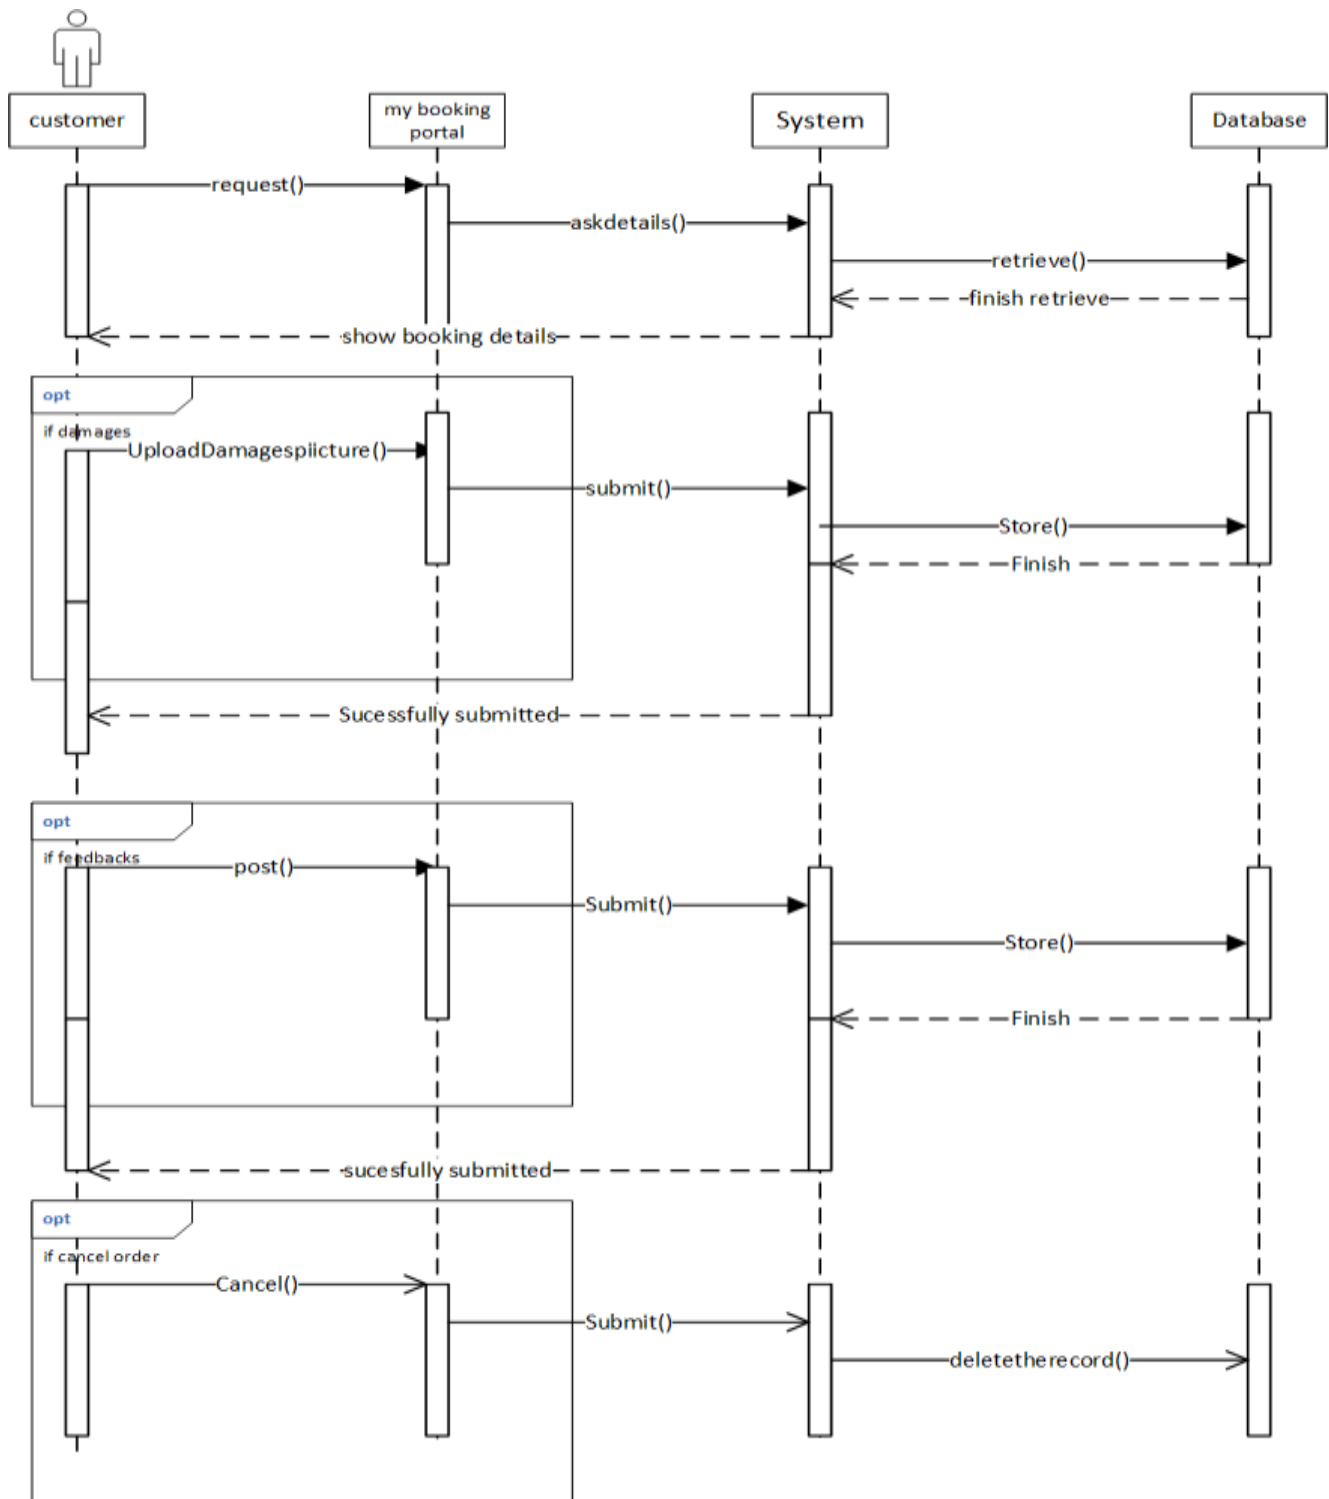 customer
my booking
portal
System
Database
request()
askdetails()
retrieve()
finish retrieve
show booking details
opt
if damages
UploadDamagespiicture()
submit()
Store()
Finish
Sucessfully submitted
opt
if feedbacks
post()
Submit()
Store()
Finish
sucesfully submitted
opt
if cancel order
Cancel()
Submit()
deletetherecord()